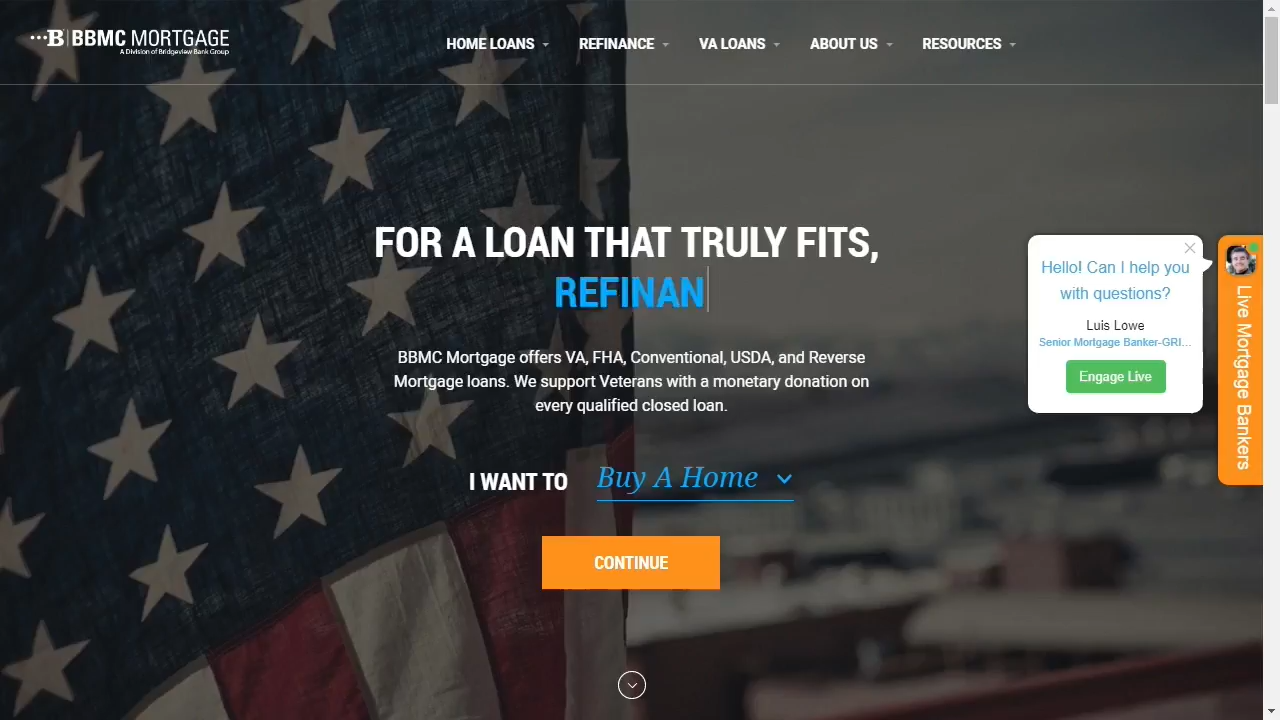 B BBMC MORTGAGE
A Division of Bridgeview Bank Group
HOME LOANS
REFINANCE
VA LOANS
ABOUT US
RESOURCES
FOR A LOAN THAT TRULY FITS,
REFINAN
BBMC Mortgage offers VA, FHA, Conventional, USDA, and Reverse
Mortgage loans. We support Veterans with a monetary donation on
every qualified closed loan.
I WANT TO Buy A Home
CONTINUE
Hello! Can I help you
with questions?
Luis Lowe
Senior Mortgage Banker-GRI...
Engage Live
Live Mortgage Bankers